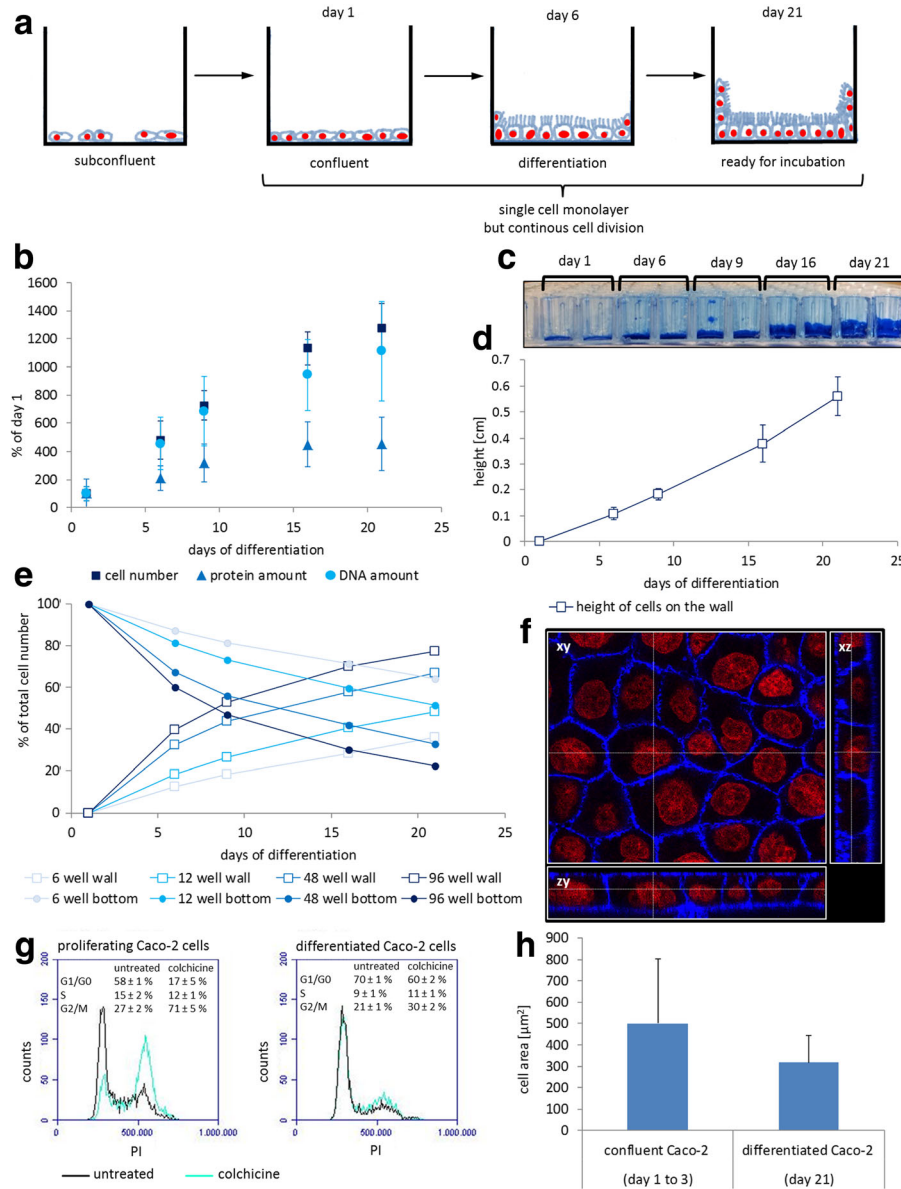 a
day 1
day 6
day 21
subconfluent
confluent
differentiation
ready for incubation
single cell monolayer
but continous cell division
b
1600
1400
1200
1000
800
600
400
200
0
% of day 1
0 5 10 15 20 25
days of differentiation
cell number
protein amount
DNA amount
c
day 1
day 6
day 9
day 16
day 21
d
0.7
0.6
0.5
0.4
0.3
0.2
0.1
0
height [cm]
0 5 10 15 20 25
days of differentiation
height of cells on the wall
e
100
80
60
40
20
0
% of total cell number
0 5 10 15 20 25
days of differentiation
6 well wall
12 well wall
48 well wall
96 well wall
6 well bottom
12 well bottom
48 well bottom
96 well bottom
f
xy
xz
zy
g
proliferating Caco-2 cells
untreated colchicine
G1/G0 58 ± 1 % 17 ± 5 %
S 15 ± 2 % 12 ± 1 %
G2/M 27 ± 2 % 71 ± 5 %
200
150
100
50
0
counts
0 500.000 1.000.000
PI
differentiated Caco-2 cells
untreated colchicine
G1/G0 70 ± 1 % 60 ± 2 %
S 9 ± 1 % 11 ± 1 %
G2/M 21 ± 1 % 30 ± 2 %
200
150
100
50
0
counts
0 500.000 1.000.000
PI
untreated
colchicine
h
900
800
700
600
500
400
300
200
100
0
cell area [µm²]
confluent Caco-2
(day 1 to 3)
differentiated Caco-2
(day 21)